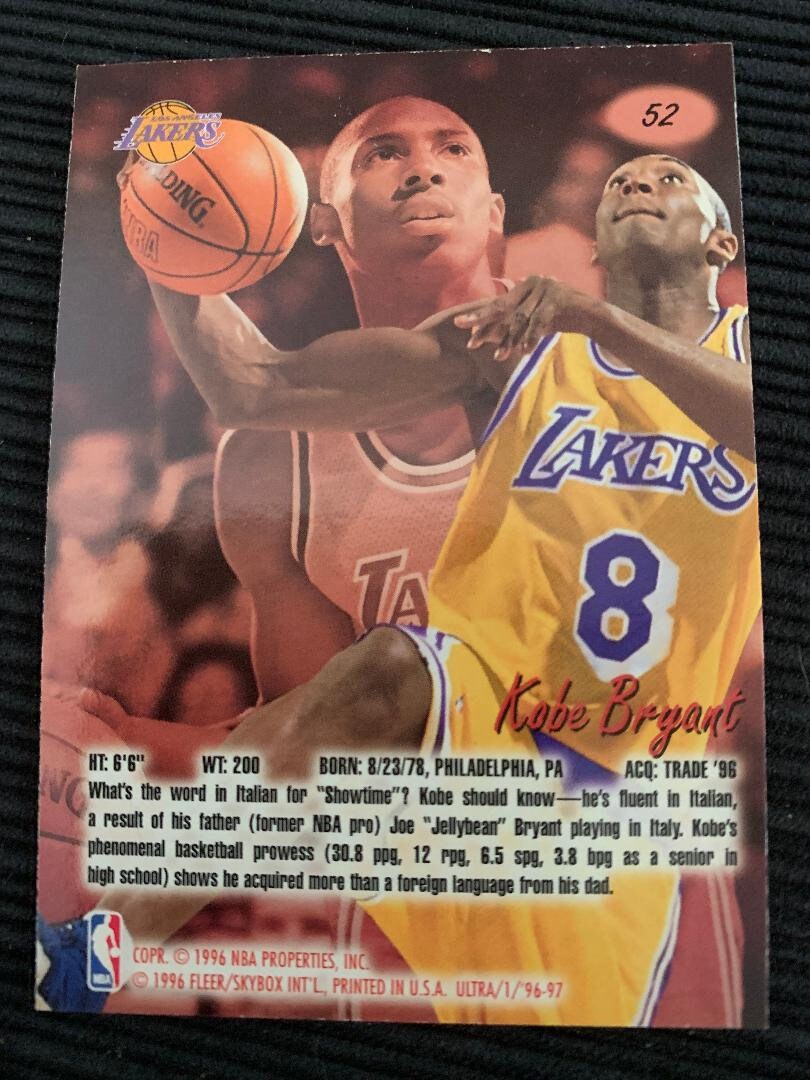 52
LOS ANGELES
LAKERS
SPALDING
LAKERS
TA
8
Kobe Bryant
HT: 6'6" WT: 200 BORN: 8/23/78, PHILADELPHIA, PA ACQ: TRADE '96
What's the word in Italian for "Showtime"? Kobe should know—he's fluent in Italian,
a result of his father (former NBA pro) Joe "Jellybean" Bryant playing in Italy. Kobe's
phenomenal basketball prowess (30.8 ppg, 12 rpg, 6.5 spg, 3.8 bpg as a senior in
high school) shows he acquired more than a foreign language from his dad.
NBA
COPR. © 1996 NBA PROPERTIES, INC.
© 1996 FLEER/SKYBOX INT'L., PRINTED IN U.S.A. ULTRA/1/'96-97